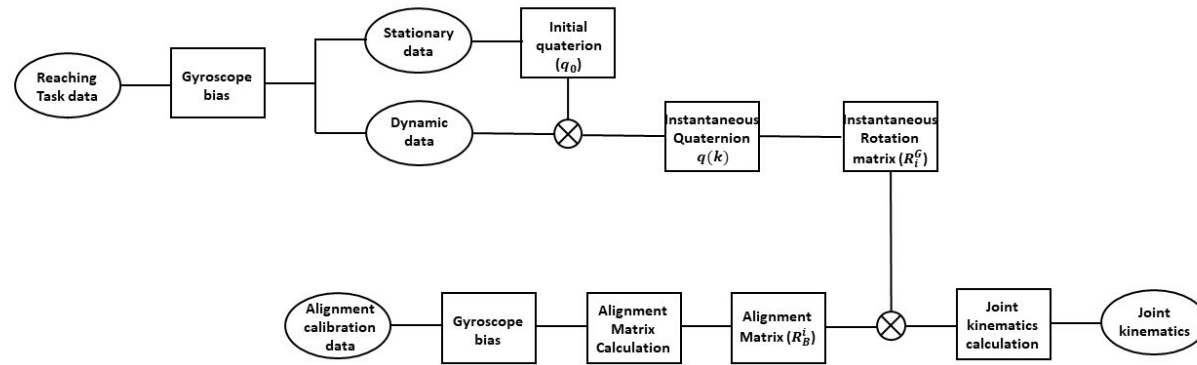 Reaching
Task data
Gyroscope
bias
Stationary
data
Initial
quaterion
(q₀)
Dynamic
data
Instantaneous
Quaternion
q(k)
Instantaneous
Rotation
matrix (R_i^G)
Alignment
calibration
data
Gyroscope
bias
Alignment
Matrix
Calculation
Alignment
Matrix (R_B^i)
Joint
kinematics
calculation
Joint
kinematics